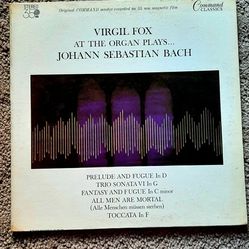 STEREO
Original COMMAND master recorded on 35 mm magnetic film
Command
CLASSICS
VIRGIL FOX
AT THE ORGAN PLAYS...
JOHANN SEBASTIAN BACH
PRELUDE AND FUGUE IN D
TRIO SONATA VI IN G
FANTASY AND FUGUE IN C minor
ALL MEN ARE MORTAL
(Alle Menschen müssen sterben)
TOCCATA IN F